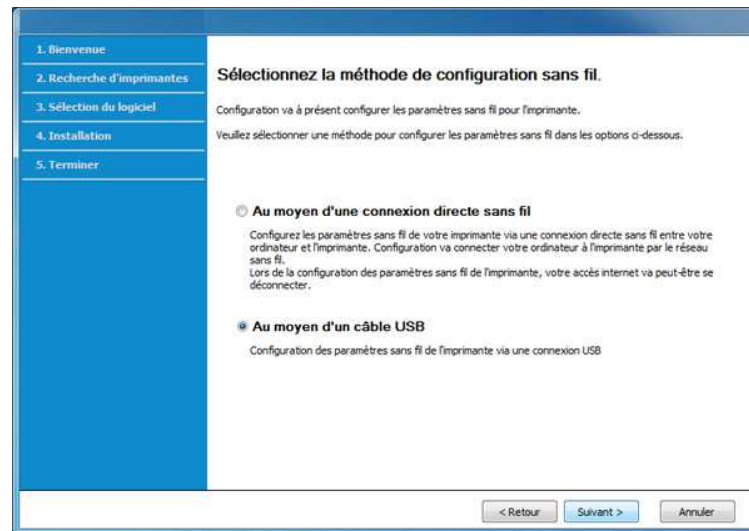 1. Bienvenue
2. Recherche d'imprimantes
3. Sélection du logiciel
4. Installation
5. Terminer
Sélectionnez la méthode de configuration sans fil.
Configuration va à présent configurer les paramètres sans fil pour l'imprimante.
Veuillez sélectionner une méthode pour configurer les paramètres sans fil dans les options ci-dessous.
Au moyen d'une connexion directe sans fil
Configurez les paramètres sans fil de votre imprimante via une connexion directe sans fil entre votre
ordinateur et l'imprimante. Configuration va connecter votre ordinateur à l'imprimante par le réseau
sans fil.
Lors de la configuration des paramètres sans fil de l'imprimante, votre accès internet va peut-être se
déconnecter.
Au moyen d'un câble USB
Configuration des paramètres sans fil de l'imprimante via une connexion USB
< Retour
Suivant >
Annuler